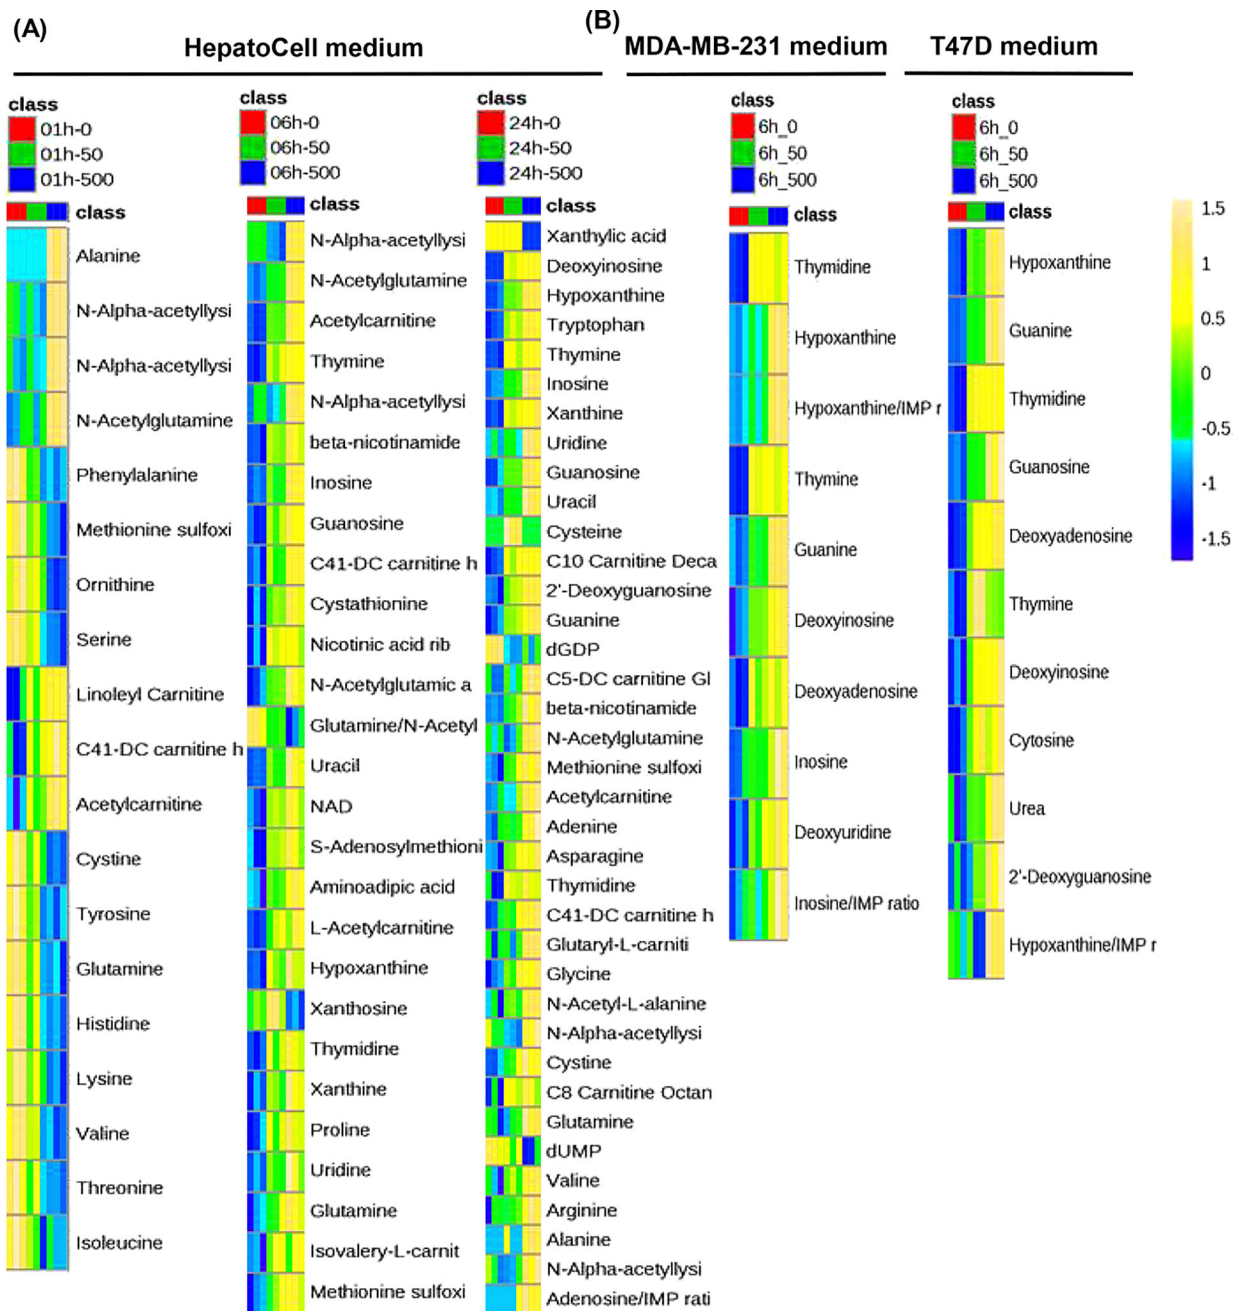 (A)
HepatoCell medium
class
01h-0
01h-50
01h-500
class
Alanine
N-Alpha-acetyllysi
N-Alpha-acetyllysi
N-Acetylglutamine
Phenylalanine
Methionine sulfoxi
Ornithine
Serine
Linoleyl Carnitine
C41-DC carnitine h
Acetylcarnitine
Cystine
Tyrosine
Glutamine
Histidine
Lysine
Valine
Threonine
Isoleucine
class
06h-0
06h-50
06h-500
class
N-Alpha-acetyllysi
N-Acetylglutamine
Acetylcarnitine
Thymine
N-Alpha-acetyllysi
beta-nicotinamide
Inosine
Guanosine
C41-DC carnitine h
Cystathionine
Nicotinic acid rib
N-Acetylglutamic a
Glutamine/N-Acetyl
Uracil
NAD
S-Adenosylmethioni
Aminoadipic acid
L-Acetylcarnitine
Hypoxanthine
Xanthosine
Thymidine
Xanthine
Proline
Uridine
Glutamine
Isovalery-L-carnit
Methionine sulfoxi
class
24h-0
24h-50
24h-500
class
Xanthylic acid
Deoxyinosine
Hypoxanthine
Tryptophan
Thymine
Inosine
Xanthine
Uridine
Guanosine
Uracil
Cysteine
C10 Carnitine Deca
2'-Deoxyguanosine
Guanine
dGDP
C5-DC carnitine Gl
beta-nicotinamide
N-Acetylglutamine
Methionine sulfoxi
Acetylcarnitine
Adenine
Asparagine
Thymidine
C41-DC carnitine h
Glutaryl-L-carniti
Glycine
N-Acetyl-L-alanine
N-Alpha-acetyllysi
Cystine
C8 Carnitine Octan
Glutamine
dUMP
Valine
Arginine
Alanine
N-Alpha-acetyllysi
Adenosine/IMP rati
(B)
MDA-MB-231 medium
class
6h_0
6h_50
6h_500
class
Thymidine
Hypoxanthine
Hypoxanthine/IMP r
Thymine
Guanine
Deoxyinosine
Deoxyadenosine
Inosine
Deoxyuridine
Inosine/IMP ratio
T47D medium
class
6h_0
6h_50
6h_500
class
Hypoxanthine
Guanine
Thymidine
Guanosine
Deoxyadenosine
Thymine
Deoxyinosine
Cytosine
Urea
2'-Deoxyguanosine
Hypoxanthine/IMP r
1.5
1
0.5
0
-0.5
-1
-1.5